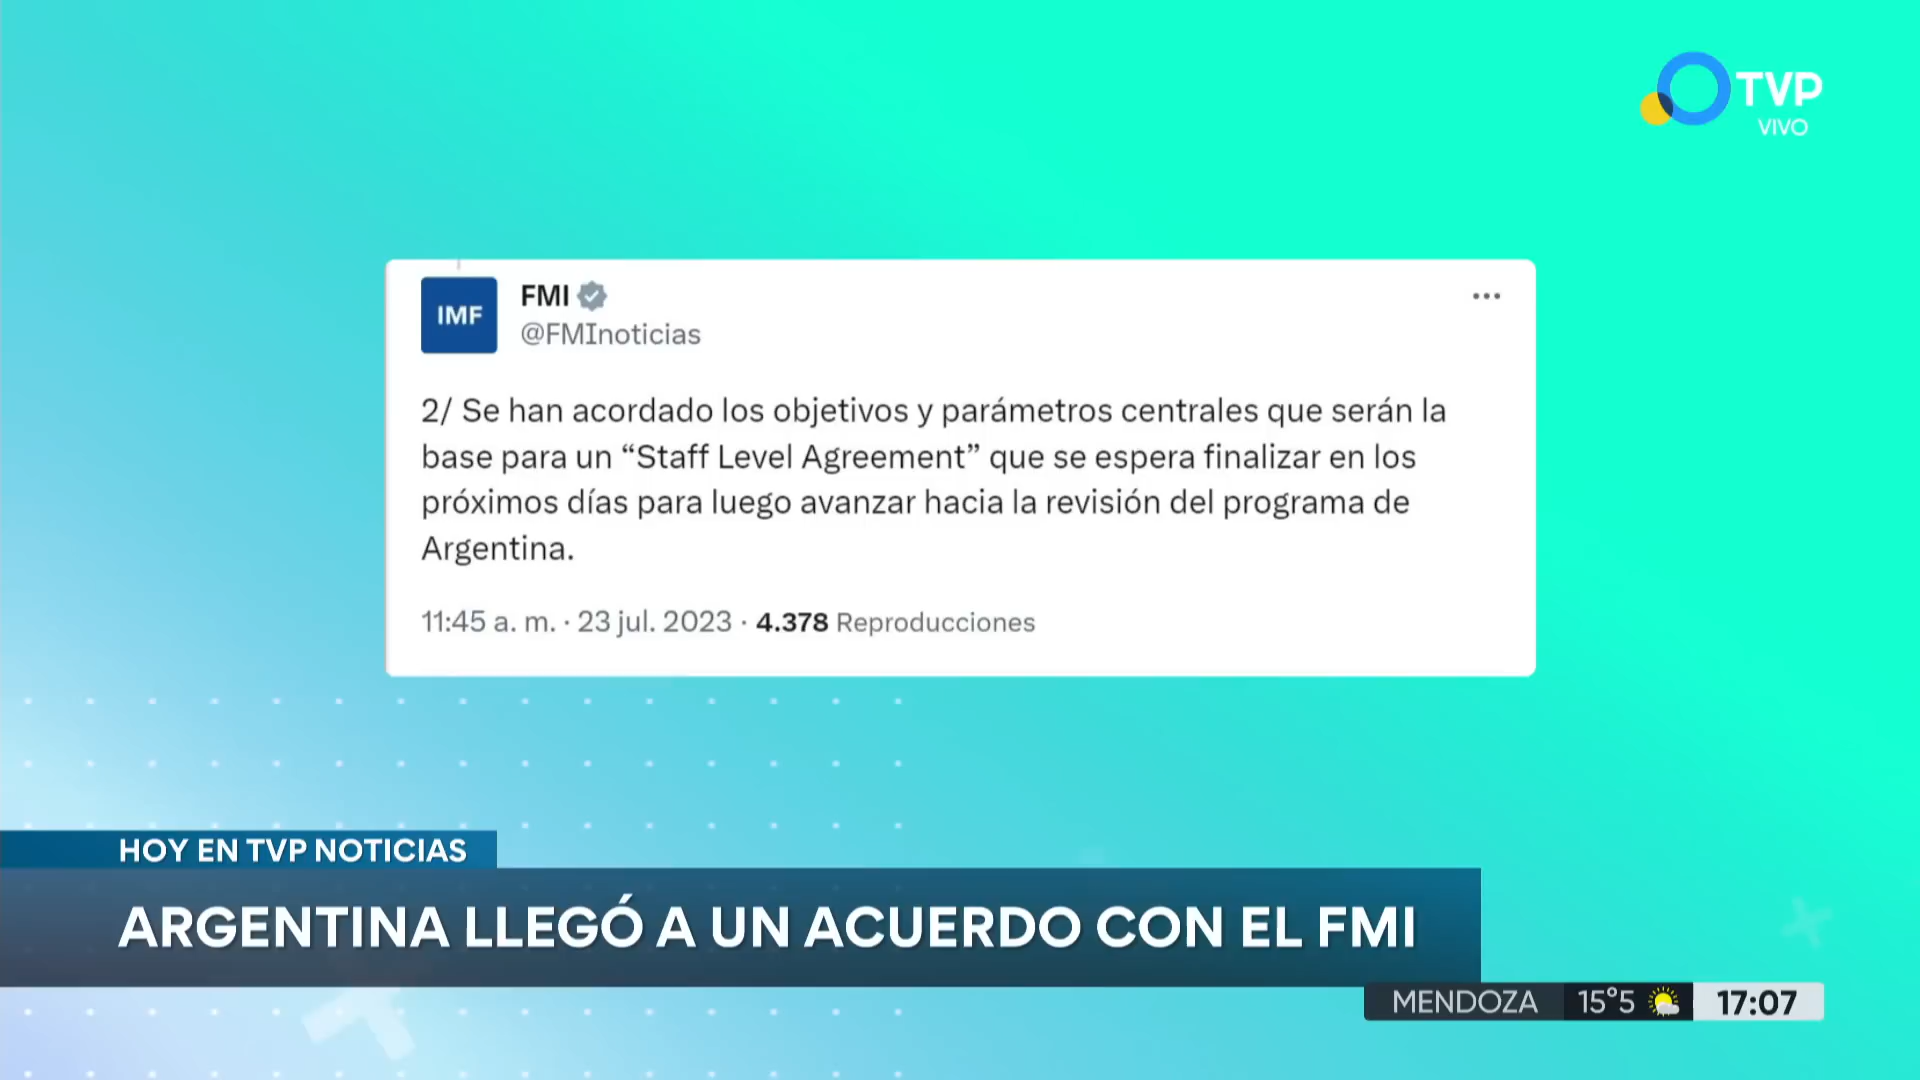 TVP
VIVO
IMF
FMI
@FMInoticias
2/ Se han acordado los objetivos y parámetros centrales que serán la
base para un “Staff Level Agreement” que se espera finalizar en los
próximos días para luego avanzar hacia la revisión del programa de
Argentina.
11:45 a. m. · 23 jul. 2023 · 4.378 Reproducciones
HOY EN TVP NOTICIAS
ARGENTINA LLEGÓ A UN ACUERDO CON EL FMI
MENDOZA 15°5 17:07